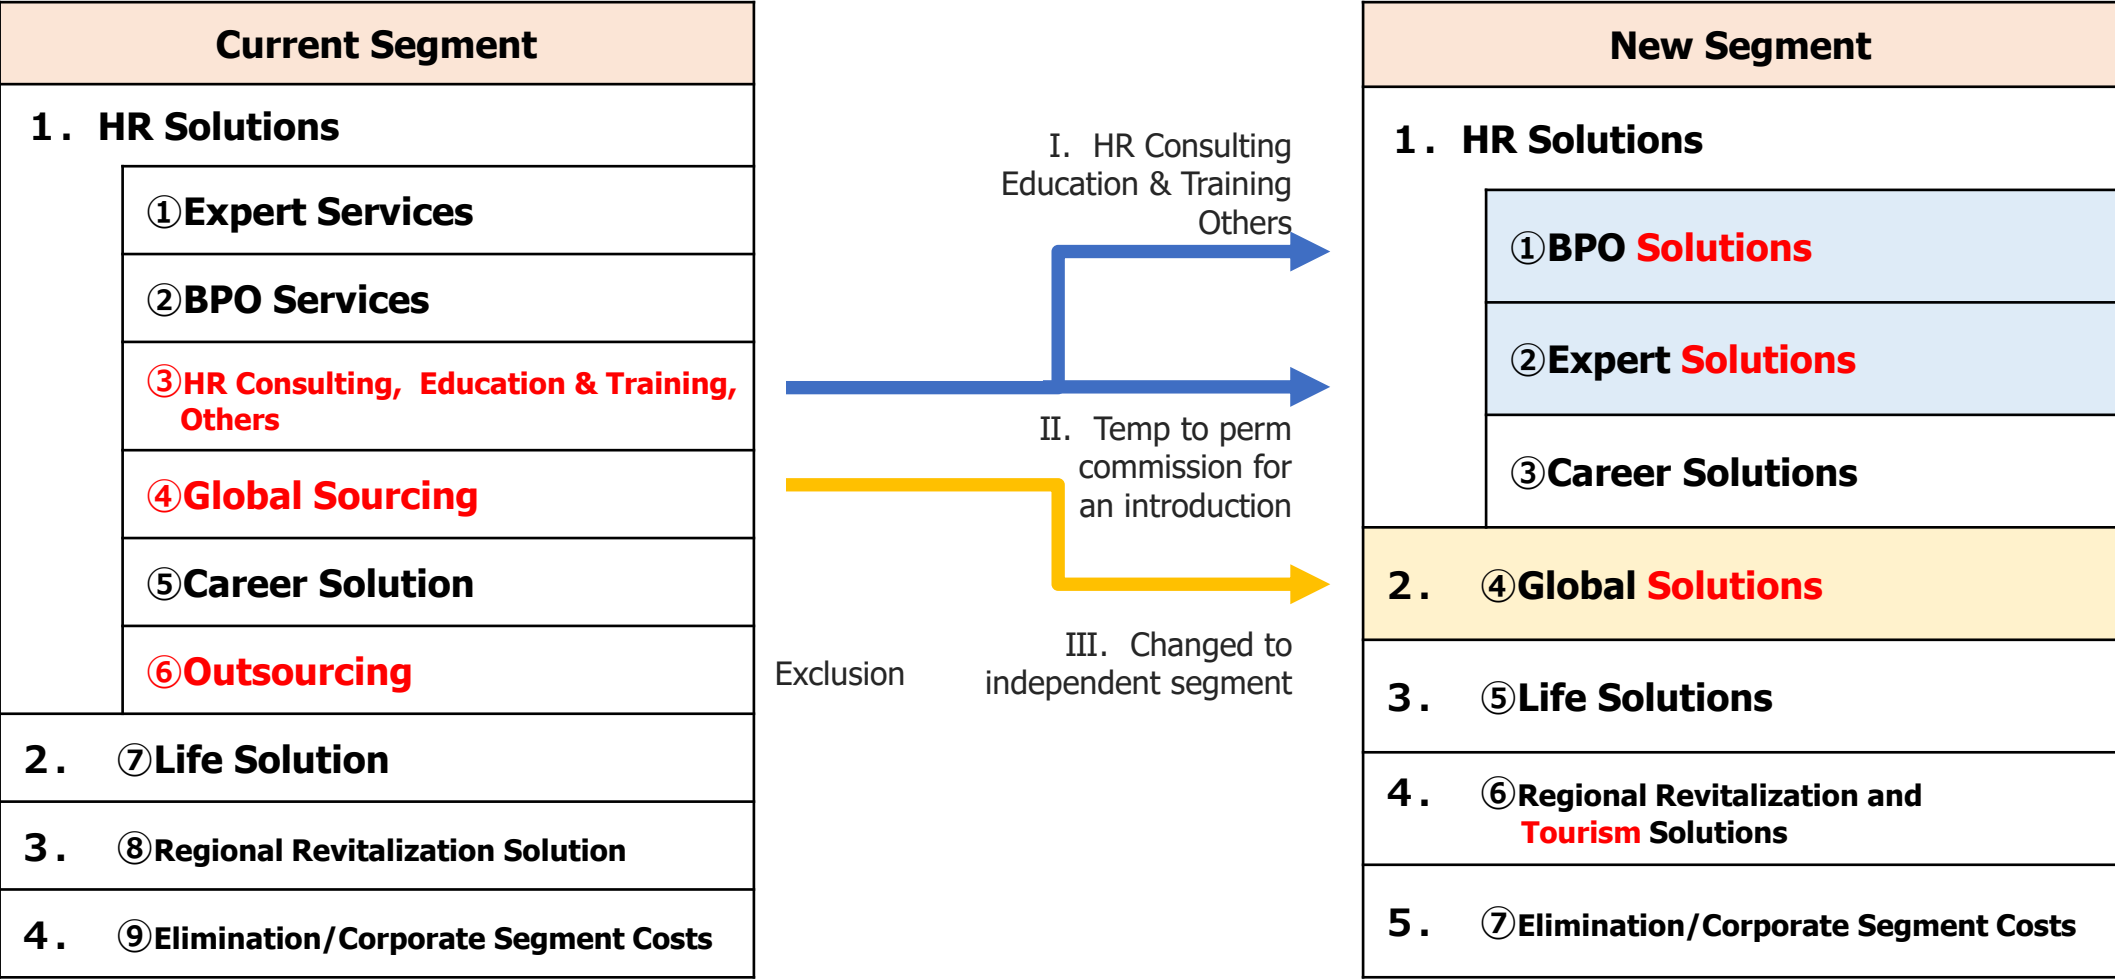 Current Segment
1. HR Solutions
①Expert Services
②BPO Services
③HR Consulting, Education & Training,
Others
④Global Sourcing
⑤Career Solution
⑥Outsourcing
2. ⑦Life Solution
3. ⑧Regional Revitalization Solution
4. ⑨Elimination/Corporate Segment Costs
I. HR Consulting
Education & Training
Others
II. Temp to perm
commission for
an introduction
Exclusion
III. Changed to
independent segment
New Segment
1. HR Solutions
①BPO Solutions
②Expert Solutions
③Career Solutions
2. ④Global Solutions
3. ⑤Life Solutions
4. ⑥Regional Revitalization and
Tourism Solutions
5. ⑦Elimination/Corporate Segment Costs